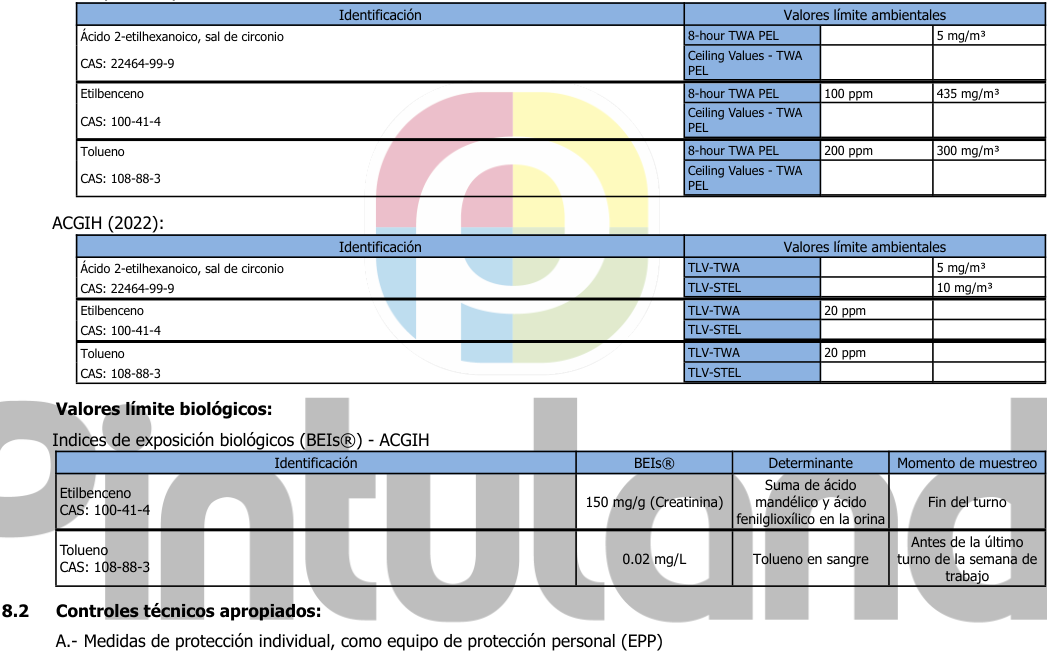 Identificación Valores límite ambientales
Ácido 2-etilhexanoico, sal de circonio 8-hour TWA PEL 5 mg/m³
CAS: 22464-99-9 Ceiling Values - TWA
PEL
Etilbenceno 8-hour TWA PEL 100 ppm 435 mg/m³
CAS: 100-41-4 Ceiling Values - TWA
PEL
Tolueno 8-hour TWA PEL 200 ppm 300 mg/m³
CAS: 108-88-3 Ceiling Values - TWA
PEL
ACGIH (2022):
Identificación Valores límite ambientales
Ácido 2-etilhexanoico, sal de circonio TLV-TWA 5 mg/m³
CAS: 22464-99-9 TLV-STEL 10 mg/m³
Etilbenceno TLV-TWA 20 ppm
CAS: 100-41-4 TLV-STEL
Tolueno TLV-TWA 20 ppm
CAS: 108-88-3 TLV-STEL
Valores límite biológicos:
Indices de exposición biológicos (BEIs®) - ACGIH
Identificación BEIs® Determinante Momento de muestreo
Etilbenceno
CAS: 100-41-4
150 mg/g (Creatinina)
Suma de ácido
mandélico y ácido
fenilglioxílico en la orina
Fin del turno
Tolueno
CAS: 108-88-3
0.02 mg/L
Tolueno en sangre
Antes de la último
turno de la semana de
trabajo
Pintuland
8.2 Controles técnicos apropiados:
A.- Medidas de protección individual, como equipo de protección personal (EPP)